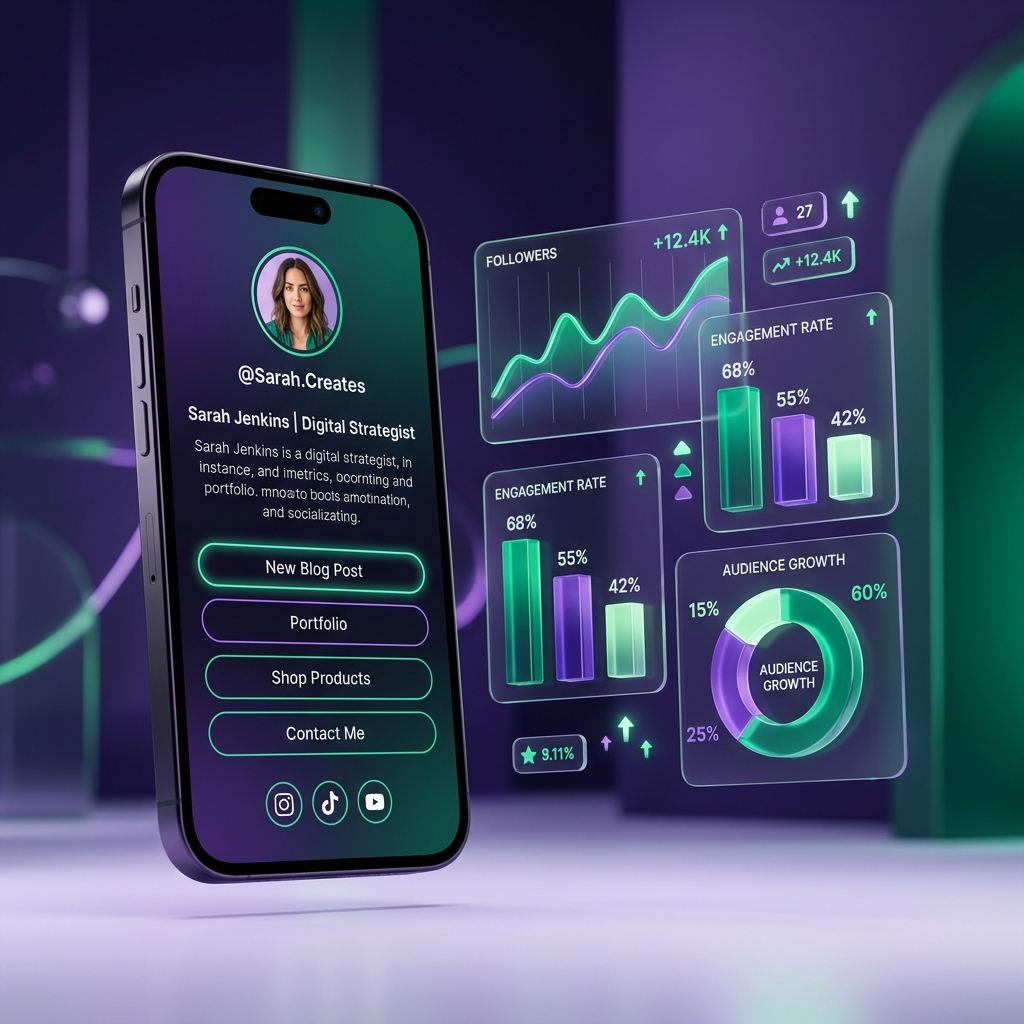 @Sarah.Creates
Sarah Jenkins | Digital Strategist
Sarah Jenkins is a digital strategist, in
instance, and imetrics, ocornting and
portfolio. mnoaто bocts amotination,
and socializating.
New Blog Post
Portfolio
Shop Products
Contact Me
FOLLOWERS
+12.4K
27
+12.4K
ENGAGEMENT RATE
68%
55%
42%
ENGAGEMENT RATE
68%
55%
42%
AUDIENCE GROWTH
15%
60%
25%
AUDIENCE
GROWTH
9.11%